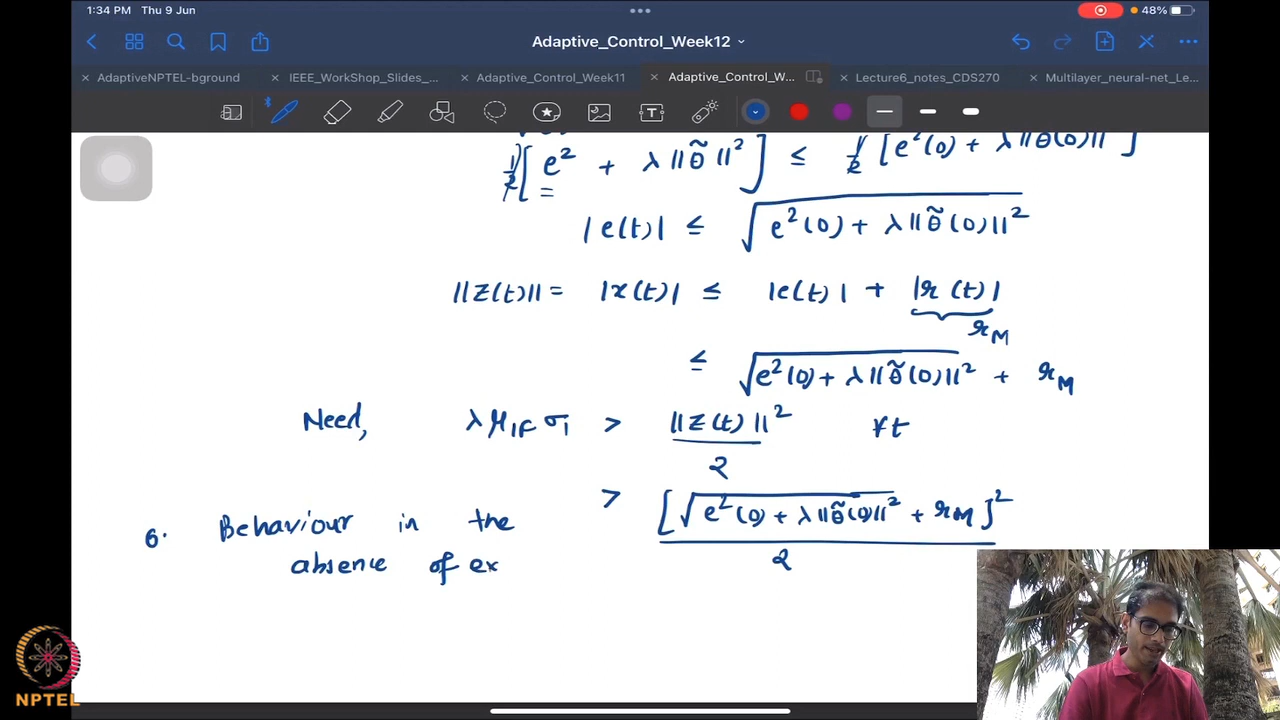 1:34 PM Thu 9 Jun
48%
Adaptive_Control_Week12
AdaptiveNPTEL-bground
IEEE_WorkShop_Slides_...
Adaptive_Control_Week11
Adaptive_Control_W...
Lecture6_notes_CDS270
Multilayer_neural-net_Le...
1/2 [ e² + λ ||θ̃||² ] ≤ 1/2 [ e²(0) + λ ||θ̃(0)||² ]
|e(t)| ≤ √(e²(0) + λ||θ̃(0)||²)
||Z(t)|| = |x(t)| ≤ |e(t)| + |r(t)|
r_M
≤ √(e²(0) + λ||θ̃(0)||²) + r_M
Need, λ μ_IF σ_1 > ||Z(t)||² / 2 ∀t
> [√(e²(0) + λ||θ̃(0)||²) + r_M]² / 2
6. Behaviour in the
absence of ex
NPTEL